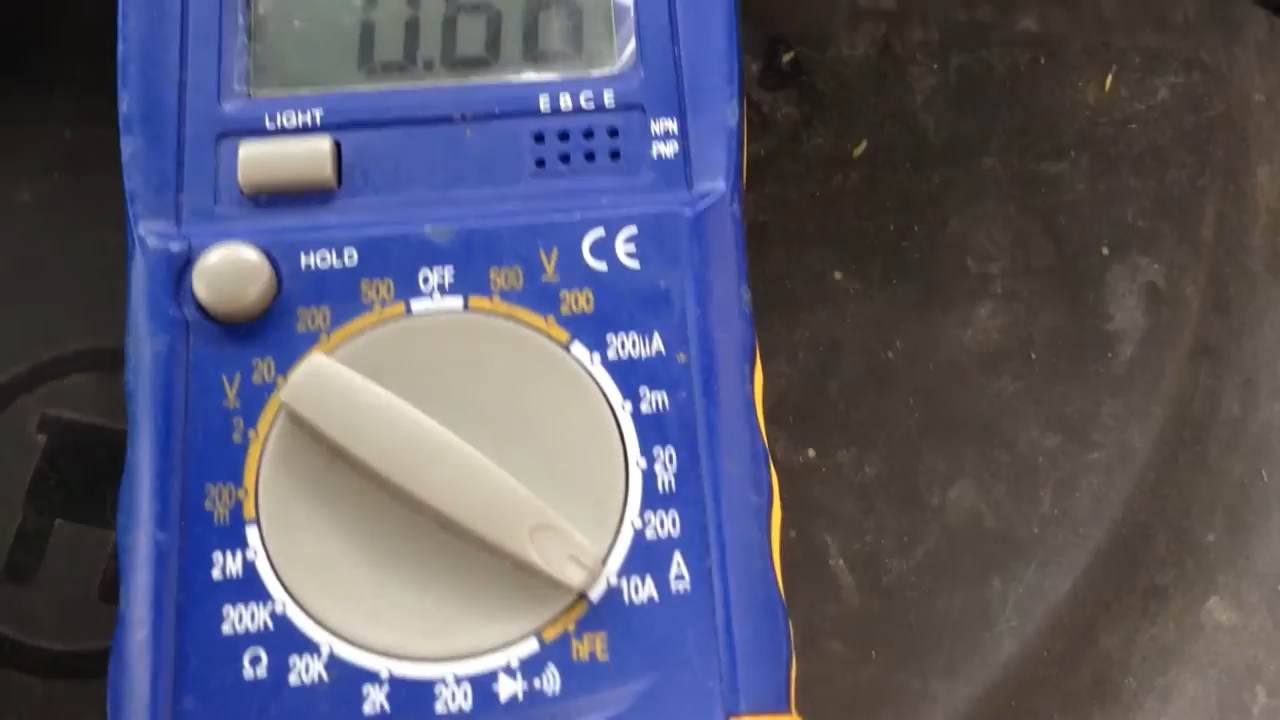 LIGHT
E B C E
NPN
PNP
HOLD
CE
OFF
500
200
20
V
2
200m
500
V
200
200µA
2m
20m
200
A
10A
hFE
2M
200K
Ω
20K
2K
200